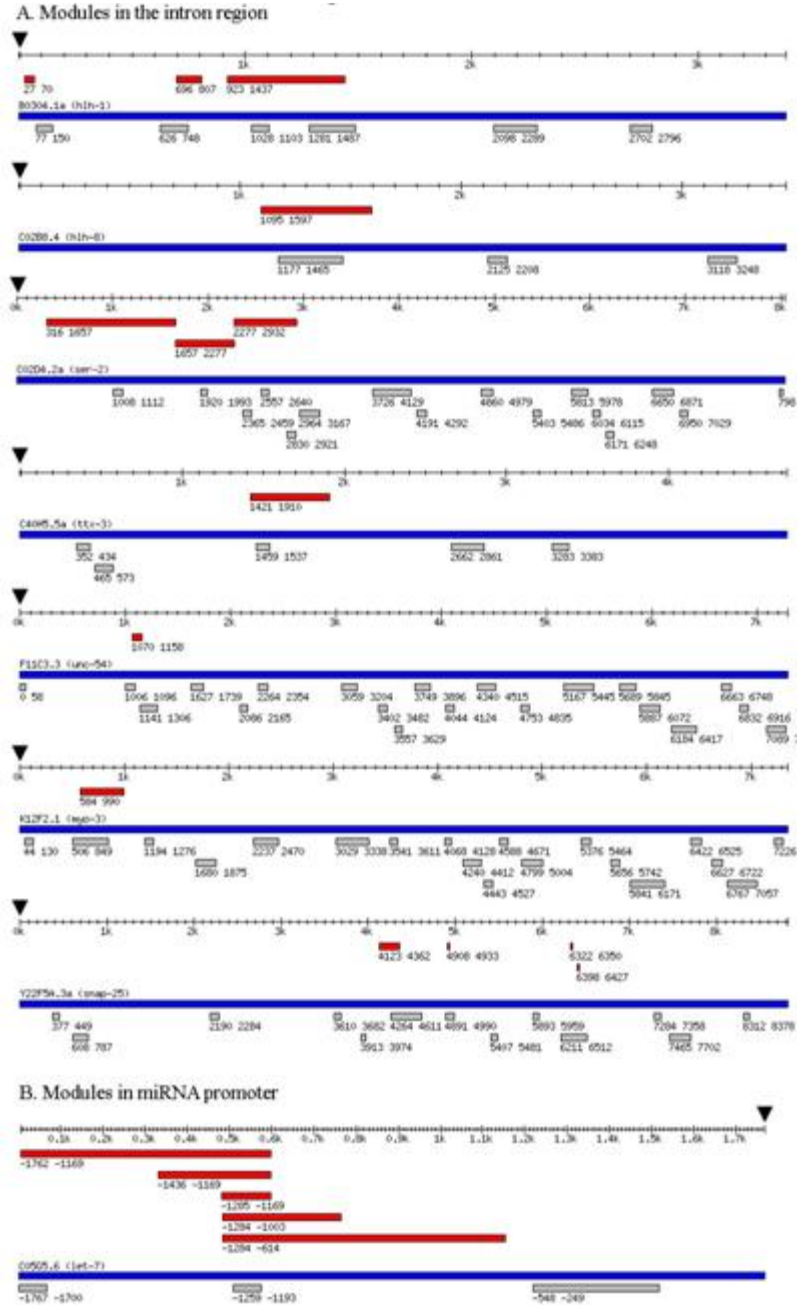 A. Modules in the intron region
1k 2k 3k
27 70 696 807 923 1437
B0304.1a (hlh-1)
77 150 626 748 1028 1103 1281 1487 2098 2289 2702 2796
1k 2k 3k
1095 1597
C02B8.4 (hlh-8)
1177 1465 2125 2208 3118 3248
0k 1k 2k 3k 4k 5k 6k 7k 8k
316 1657 2277 2932
1657 2277
C02D4.2a (ser-2)
1008 1112 1920 1993 2557 2640 3726 4129 4860 4979 5813 5978 6650 6871 798
2365 2459 2964 3167 4191 4292 5403 5486 6034 6115 6950 7029
2830 2921 6171 6248
1k 2k 3k 4k
1421 1910
C40H5.5a (ttx-3)
352 434 1459 1537 2662 2861 3283 3383
465 573
0k 1k 2k 3k 4k 5k 6k 7k
1070 1158
F11C3.3 (unc-54)
0 58 1006 1096 1627 1739 2264 2354 3059 3204 3749 3896 4340 4515 5167 5445 5689 5845 6663 6748
1141 1306 2086 2165 3402 3482 4044 4124 4753 4835 5887 6072 6832 6916
3557 3629 6184 6417 7089
0k 1k 2k 3k 4k 5k 6k 7k
584 990
K12F2.1 (myo-3)
44 130 506 849 1194 1276 2237 2470 3029 3338 3541 3611 4068 4128 4588 4671 5376 5464 6422 6525 7226
1680 1875 4240 4412 4799 5004 5656 5742 6627 6722
4443 4527 5841 6171 6767 7057
0k 1k 2k 3k 4k 5k 6k 7k 8k
4123 4362 4908 4933 6322 6350
6398 6427
Y22F5A.3a (snap-25)
377 449 2190 2284 3610 3682 4264 4611 4891 4990 5893 5959 7284 7358 8312 8378
608 787 3913 3974 5407 5481 6211 6512 7465 7702
B. Modules in miRNA promoter
0.1k 0.2k 0.3k 0.4k 0.5k 0.6k 0.7k 0.8k 0.9k 1k 1.1k 1.2k 1.3k 1.4k 1.5k 1.6k 1.7k
-1762 -1169
-1436 -1169
-1285 -1169
-1284 -1003
-1284 -614
C05G5.6 (let-7)
-1767 -1700 -1259 -1193 -548 -249